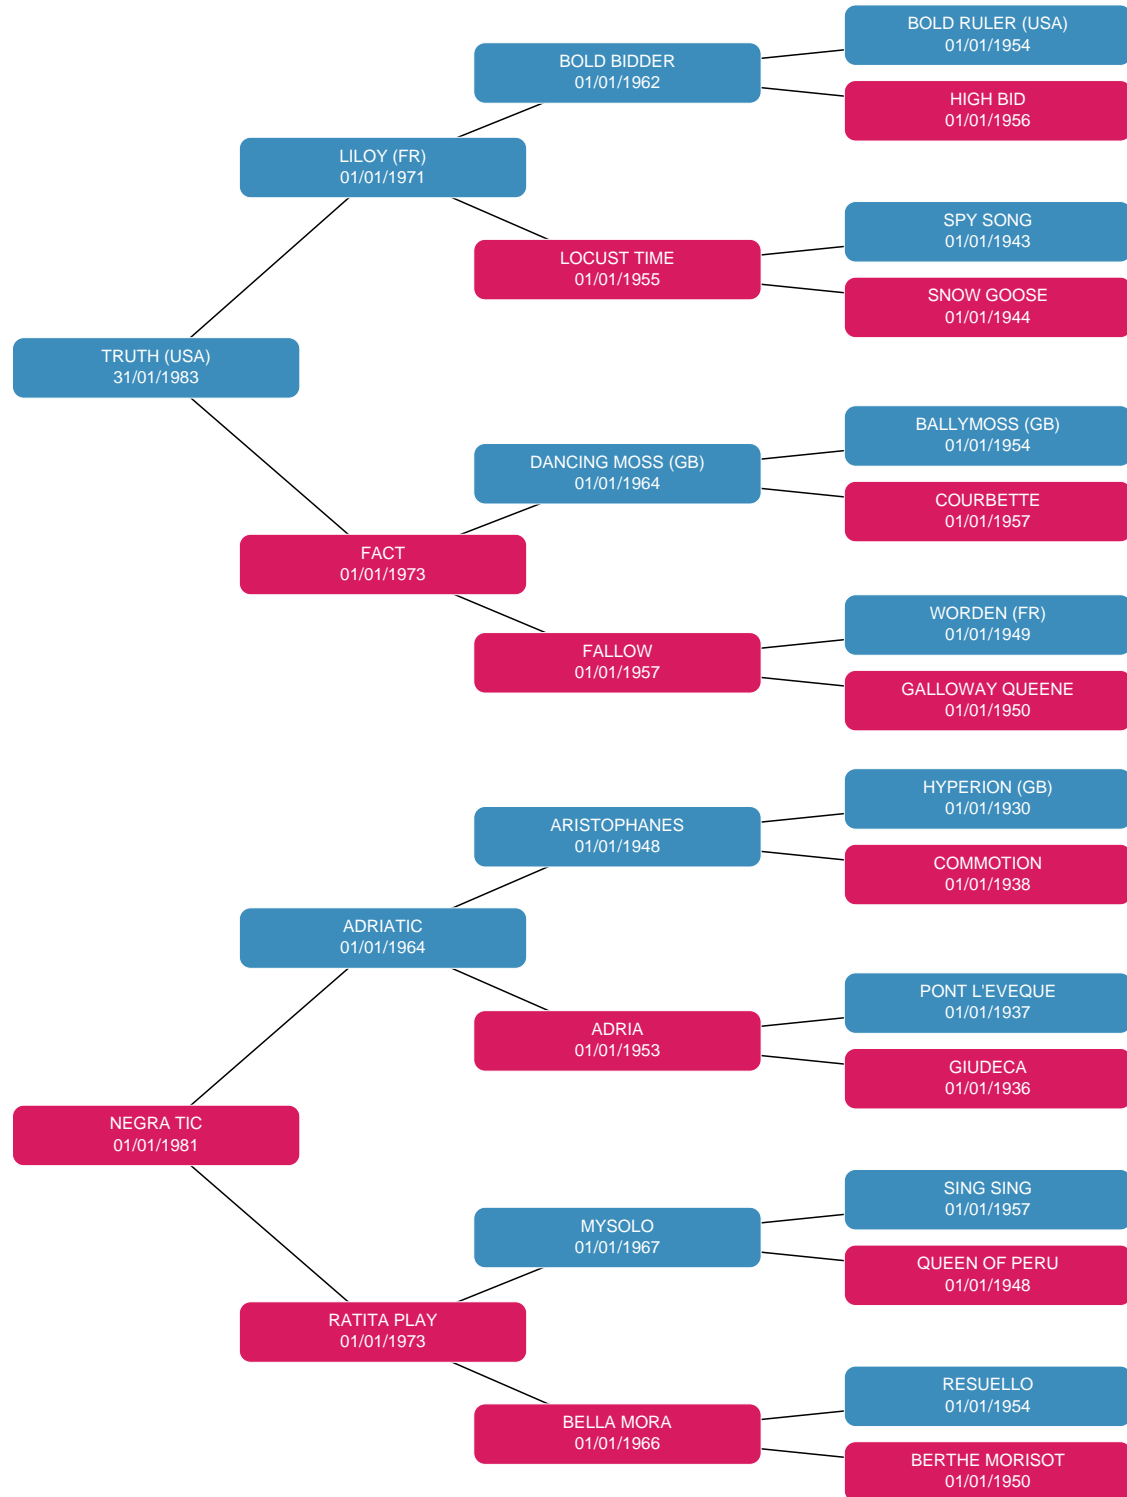 BOLD RULER (USA)
01/01/1954
BOLD BIDDER
01/01/1962
HIGH BID
01/01/1956
LILOY (FR)
01/01/1971
SPY SONG
01/01/1943
LOCUST TIME
01/01/1955
SNOW GOOSE
01/01/1944
TRUTH (USA)
31/01/1983
BALLYMOSS (GB)
01/01/1954
DANCING MOSS (GB)
01/01/1964
COURBETTE
01/01/1957
FACT
01/01/1973
WORDEN (FR)
01/01/1949
FALLOW
01/01/1957
GALLOWAY QUEENE
01/01/1950
HYPERION (GB)
01/01/1930
ARISTOPHANES
01/01/1948
COMMOTION
01/01/1938
ADRIATIC
01/01/1964
PONT L'EVEQUE
01/01/1937
ADRIA
01/01/1953
GIUDECA
01/01/1936
NEGRA TIC
01/01/1981
SING SING
01/01/1957
MYSOLO
01/01/1967
QUEEN OF PERU
01/01/1948
RATITA PLAY
01/01/1973
RESUELLO
01/01/1954
BELLA MORA
01/01/1966
BERTHE MORISOT
01/01/1950